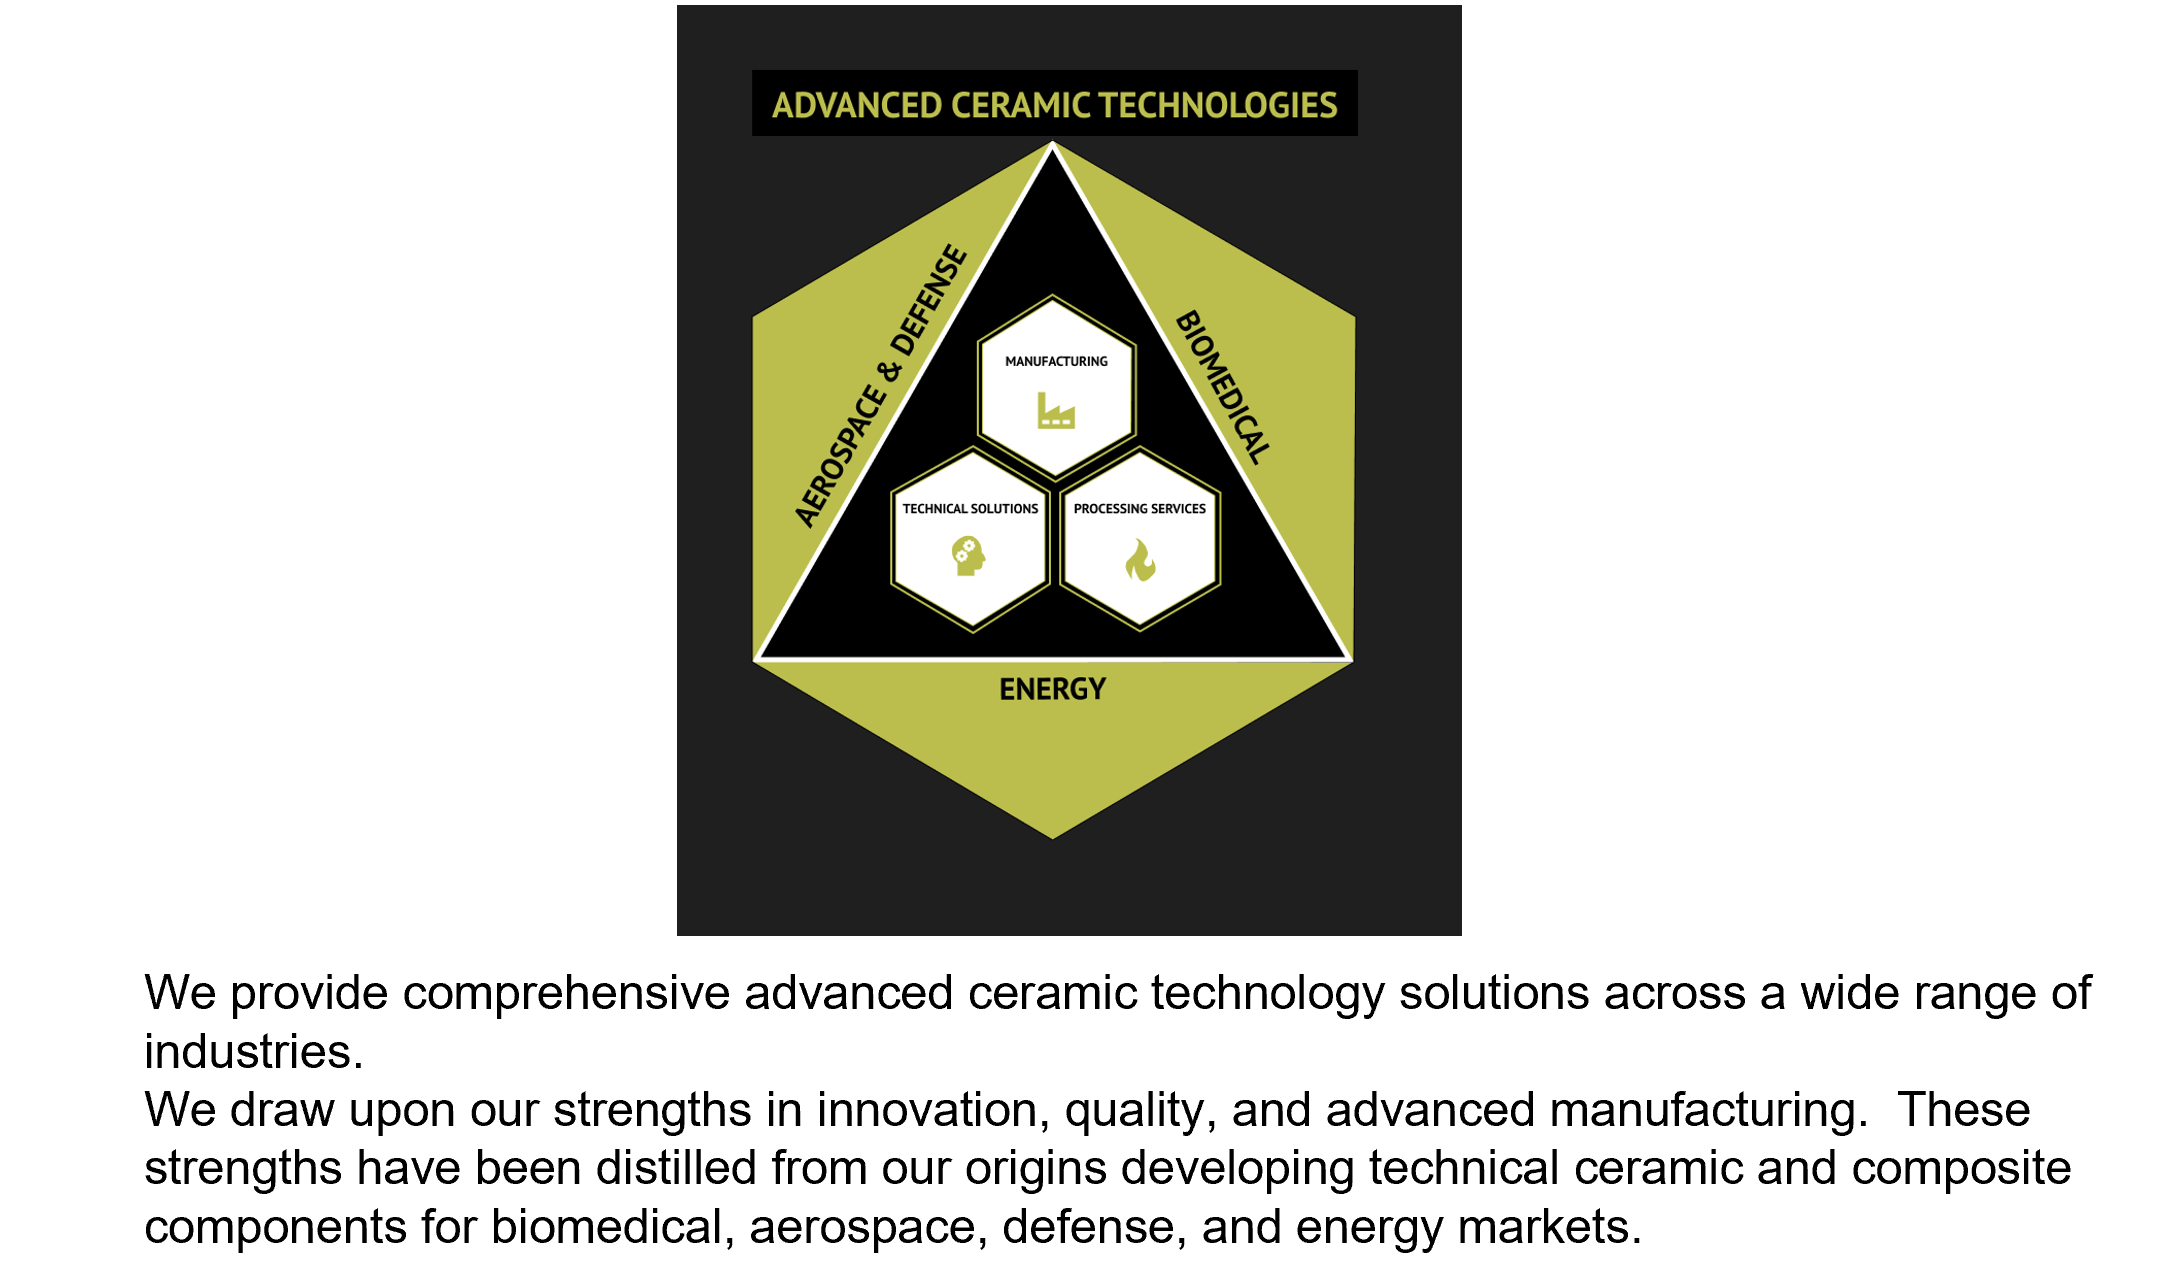 ADVANCED CERAMIC TECHNOLOGIES
AEROSPACE & DEFENSE
BIOMEDICAL
MANUFACTURING
TECHNICAL SOLUTIONS
PROCESSING SERVICES
ENERGY
We provide comprehensive advanced ceramic technology solutions across a wide range of
industries.
We draw upon our strengths in innovation, quality, and advanced manufacturing.  These
strengths have been distilled from our origins developing technical ceramic and composite
components for biomedical, aerospace, defense, and energy markets.